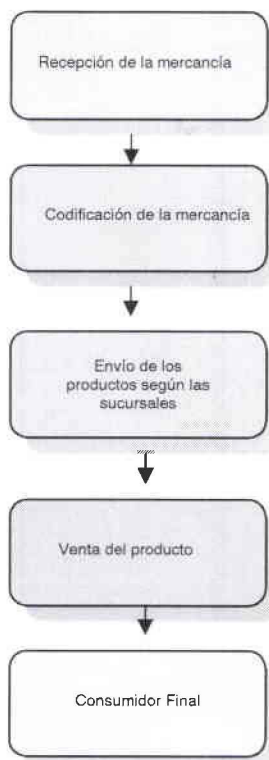 Recepción de la mercancía
Codificación de la mercancía
Envío de los
productos según las
sucursales
Venta del producto
Consumidor Final